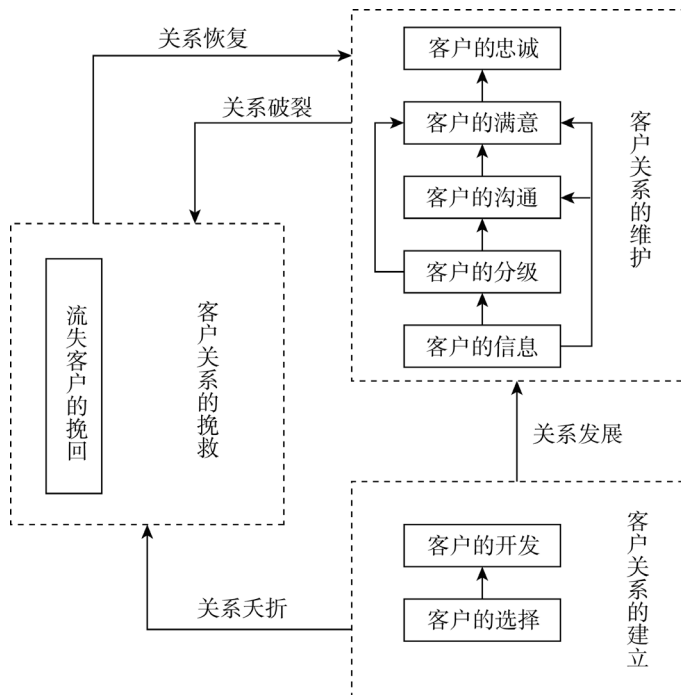 关系恢复
关系破裂
客户的忠诚
客户的满意
客户的沟通
客户的分级
客户的信息
客户关系的维护
流失客户的挽回
客户关系的挽救
关系发展
关系夭折
客户的开发
客户的选择
客户关系的建立